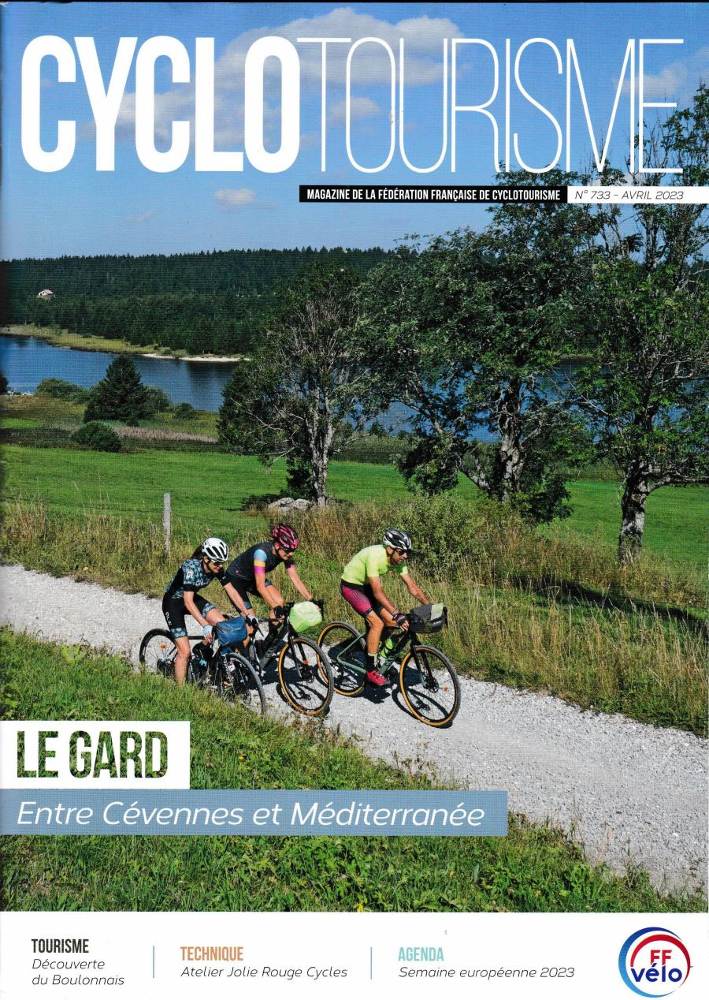 CYCLOTOURISME
MAGAZINE DE LA FÉDÉRATION FRANÇAISE DE CYCLOTOURISME
N° 733 - AVRIL 2023
LE GARD
Entre Cévennes et Méditerranée
TOURISME
Découverte
du Boulonnais
TECHNIQUE
Atelier Jolie Rouge Cycles
AGENDA
Semaine européenne 2023
FF
vélo